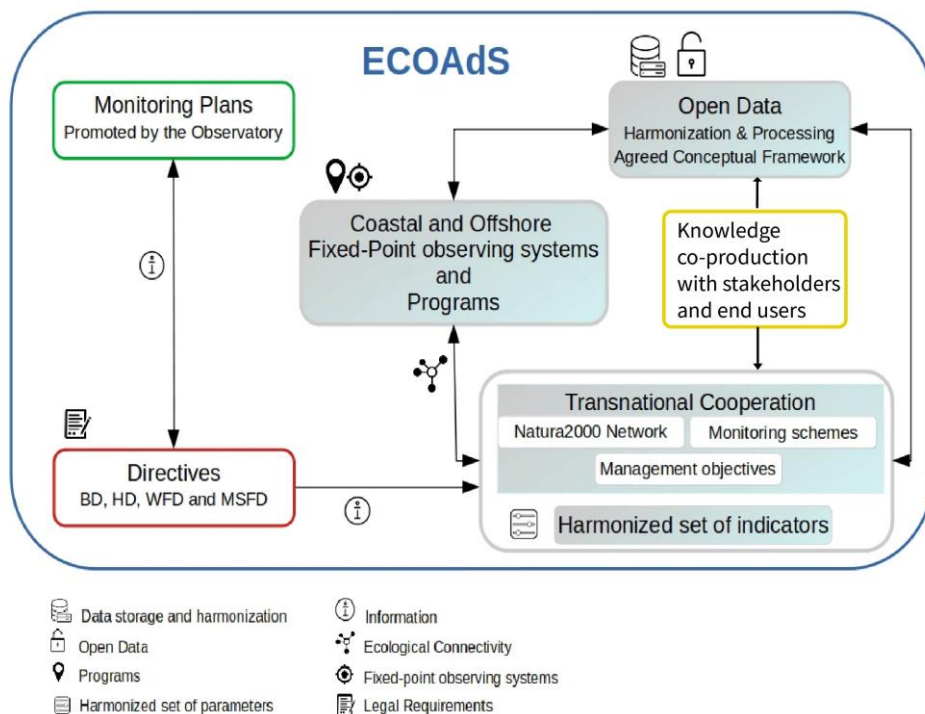 ECOAdS
Monitoring Plans
Promoted by the Observatory
Open Data
Harmonization & Processing
Agreed Conceptual Framework
Coastal and Offshore
Fixed-Point observing systems
and
Programs
Knowledge
co-production
with stakeholders
and end users
Transnational Cooperation
Natura2000 Network
Monitoring schemes
Management objectives
Harmonized set of indicators
Directives
BD, HD, WFD and MSFD
Data storage and harmonization
Open Data
Programs
Harmonized set of parameters
Information
Ecological Connectivity
Fixed-point observing systems
Legal Requirements